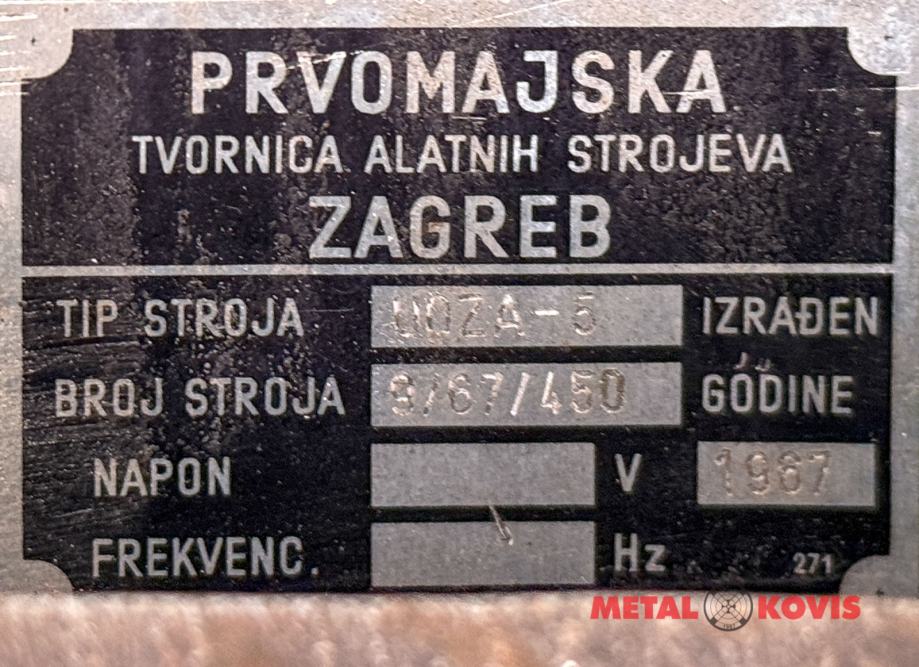 PRVOMAJSKA
TVORNICA ALATNIH STROJEVA
ZAGREB
TIP STROJA UDZA-5 IZRAĐEN
BROJ STROJA 9/67/450 GODINE
NAPON V 1967
FREKVENC. Hz 271
METAL KOVIS